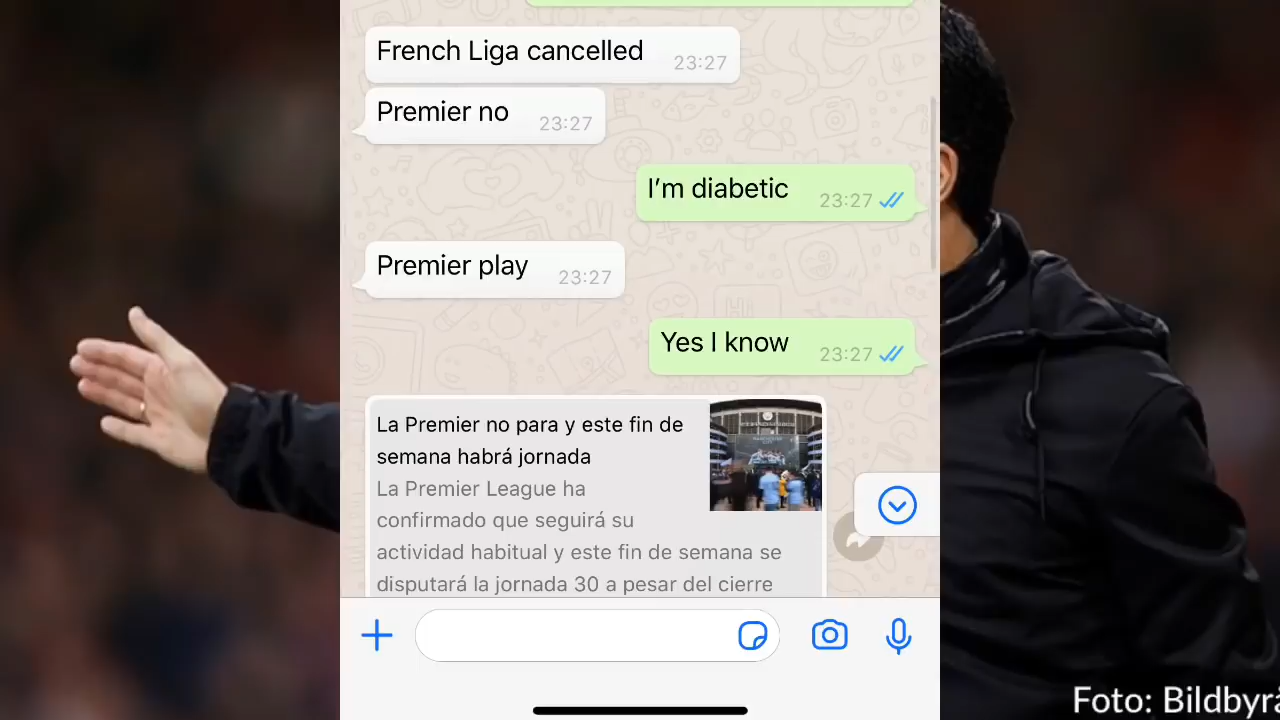 French Liga cancelled 23:27
Premier no 23:27
I'm diabetic 23:27
Premier play 23:27
Yes I know 23:27
La Premier no para y este fin de
semana habrá jornada
La Premier League ha
confirmado que seguirá su
actividad habitual y este fin de semana se
disputará la jornada 30 a pesar del cierre
Foto: Bildbyrå